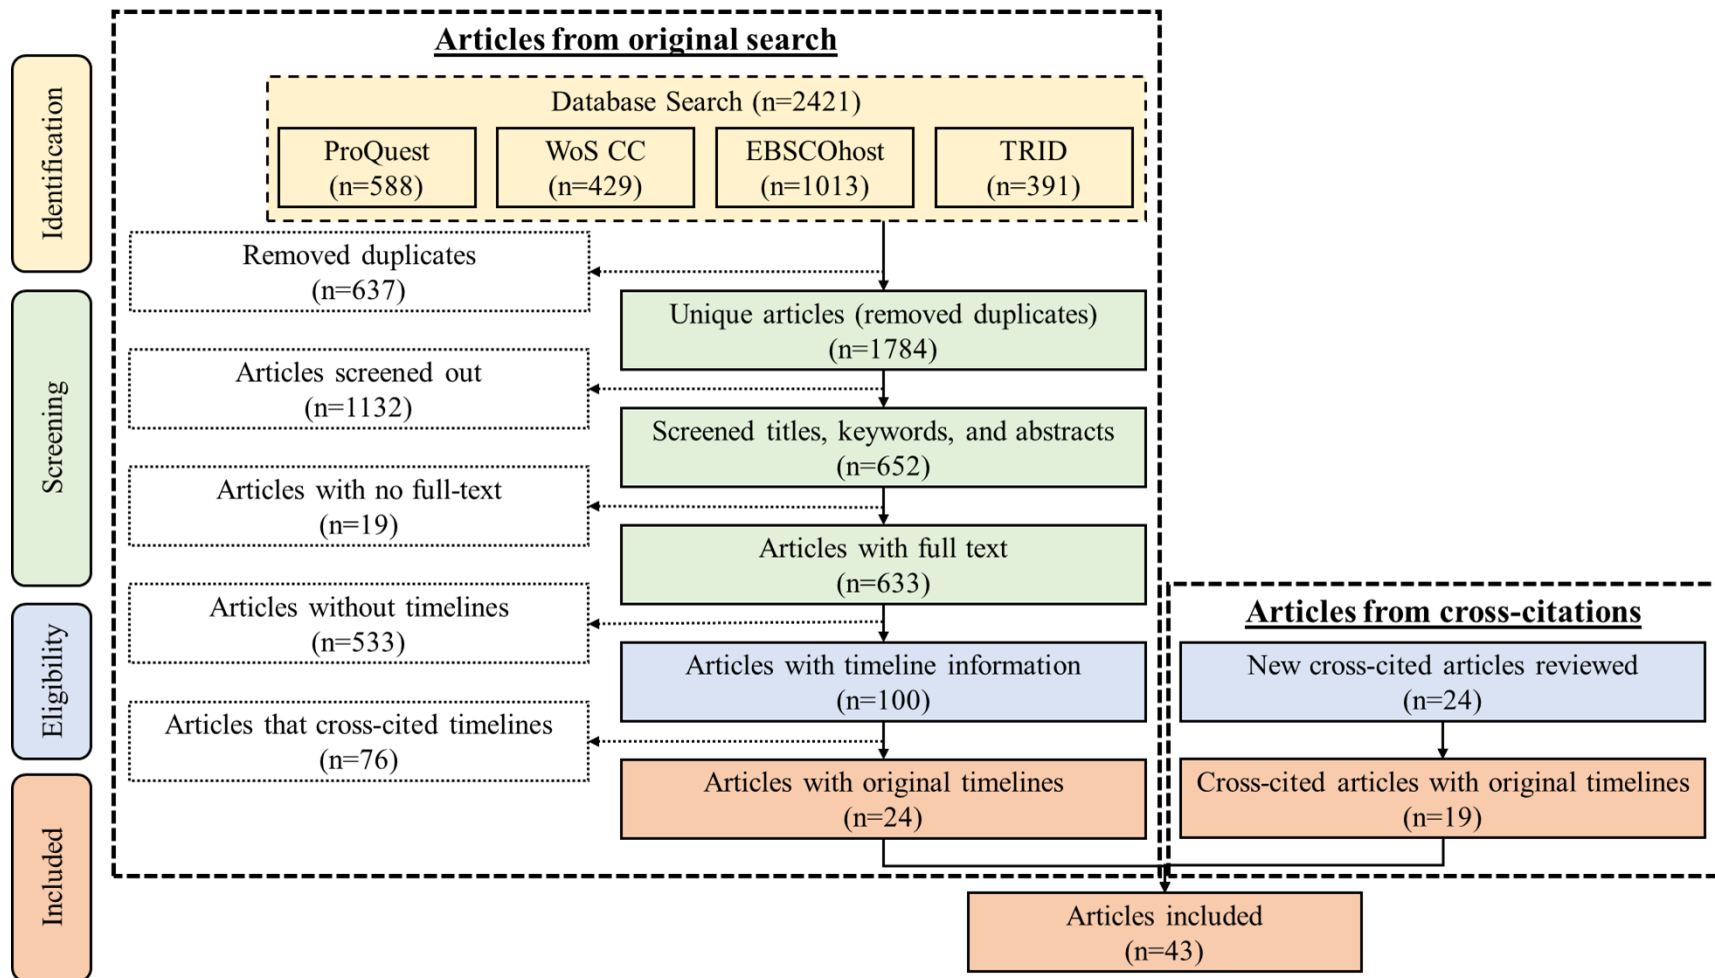 Articles from original search
Identification
Database Search (n=2421)
ProQuest
(n=588)
WoS CC
(n=429)
EBSCOhost
(n=1013)
TRID
(n=391)
Removed duplicates
(n=637)
Screening
Unique articles (removed duplicates)
(n=1784)
Articles screened out
(n=1132)
Screened titles, keywords, and abstracts
(n=652)
Articles with no full-text
(n=19)
Articles with full text
(n=633)
Articles without timelines
(n=533)
Eligibility
Articles with timeline information
(n=100)
Articles that cross-cited timelines
(n=76)
Included
Articles with original timelines
(n=24)
Articles from cross-citations
New cross-cited articles reviewed
(n=24)
Cross-cited articles with original timelines
(n=19)
Articles included
(n=43)